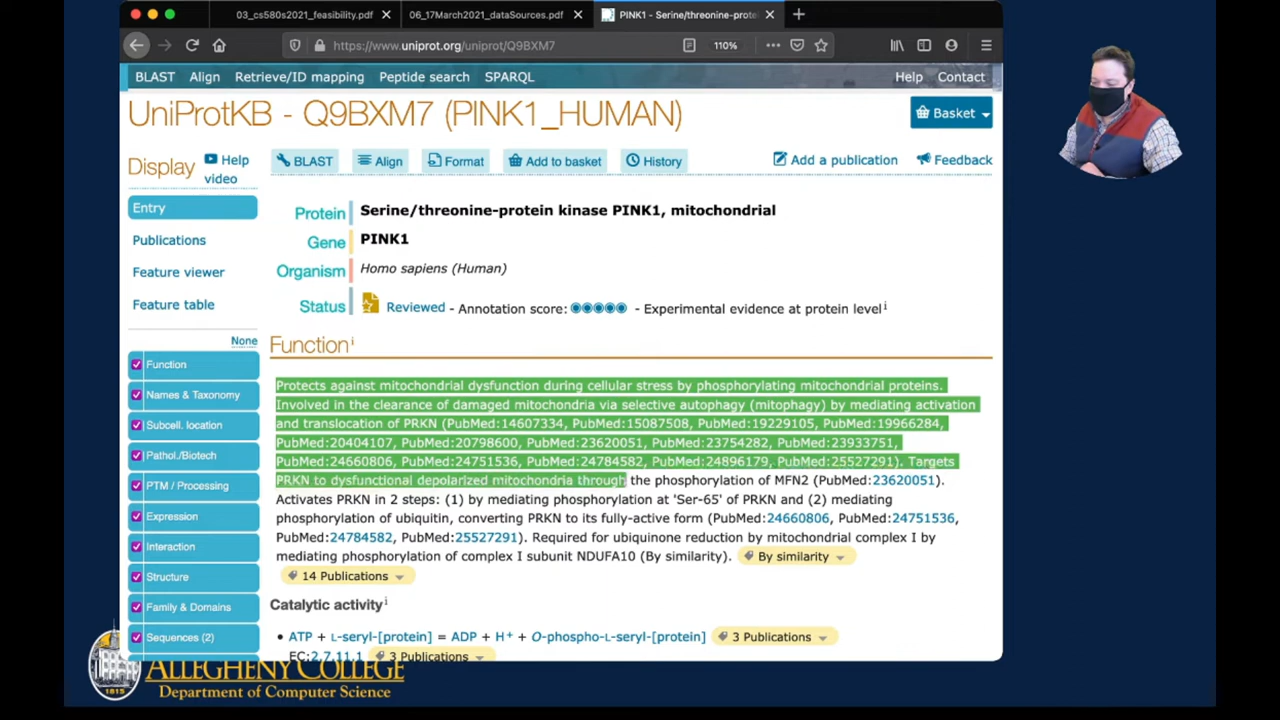 03_cs580s2021_feasibility.pdf
06_17March2021_dataSources.pdf
PINK1 - Serine/threonine-prote
https://www.uniprot.org/uniprot/Q9BXM7
110%
BLAST Align Retrieve/ID mapping Peptide search SPARQL Help Contact
UniProtKB - Q9BXM7 (PINK1_HUMAN)
Basket
Display
Help video
BLAST Align Format Add to basket History
Add a publication Feedback
Entry
Publications
Feature viewer
Feature table
None
Function
Names & Taxonomy
Subcell. location
Pathol./Biotech
PTM / Processing
Expression
Interaction
Structure
Family & Domains
Sequences (2)
Protein Serine/threonine-protein kinase PINK1, mitochondrial
Gene PINK1
Organism Homo sapiens (Human)
Status Reviewed - Annotation score: - Experimental evidence at protein level i
Function i
Protects against mitochondrial dysfunction during cellular stress by phosphorylating mitochondrial proteins.
Involved in the clearance of damaged mitochondria via selective autophagy (mitophagy) by mediating activation
and translocation of PRKN (PubMed:14607334, PubMed:15087508, PubMed:19229105, PubMed:19966284,
PubMed:20404107, PubMed:20798600, PubMed:23620051, PubMed:23754282, PubMed:23933751,
PubMed:24660806, PubMed:24751536, PubMed:24784582, PubMed:24896179, PubMed:25527291). Targets
PRKN to dysfunctional depolarized mitochondria through the phosphorylation of MFN2 (PubMed:23620051).
Activates PRKN in 2 steps: (1) by mediating phosphorylation at 'Ser-65' of PRKN and (2) mediating
phosphorylation of ubiquitin, converting PRKN to its fully-active form (PubMed:24660806, PubMed:24751536,
PubMed:24784582, PubMed:25527291). Required for ubiquinone reduction by mitochondrial complex I by
mediating phosphorylation of complex I subunit NDUFA10 (By similarity). By similarity
14 Publications
Catalytic activity i
• ATP + L-seryl-[protein] = ADP + H+ + O-phospho-L-seryl-[protein] 3 Publications
EC:2.7.11.1 3 Publications
1815
ALLEGHENY COLLEGE
Department of Computer Science